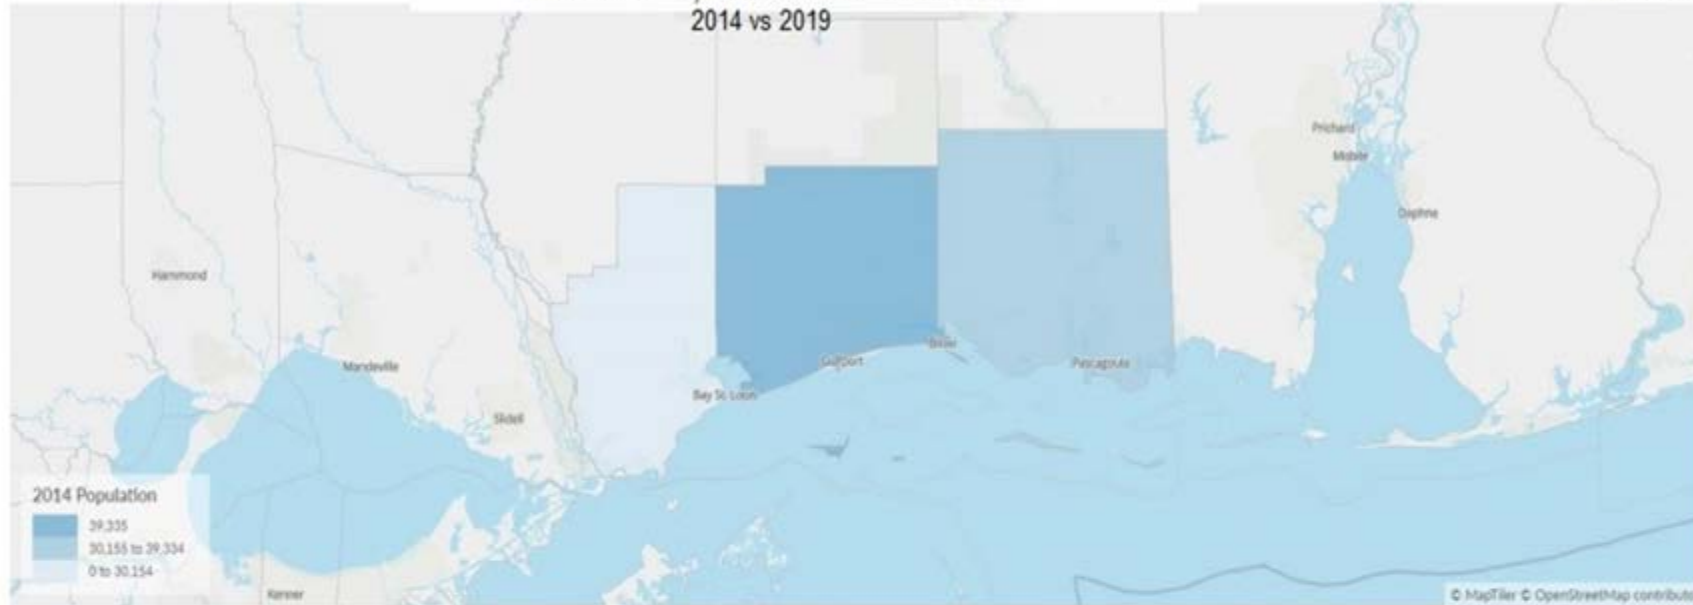 2014 vs 2019
Prichard
Mobile
Daphne
Hammond
Mandeville
Gulfport
Biloxi
Pascagoula
Bay St. Louis
Slidell
2014 Population
39,335
30,155 to 39,334
0 to 30,154
Kenner
© MapTiler © OpenStreetMap contributo